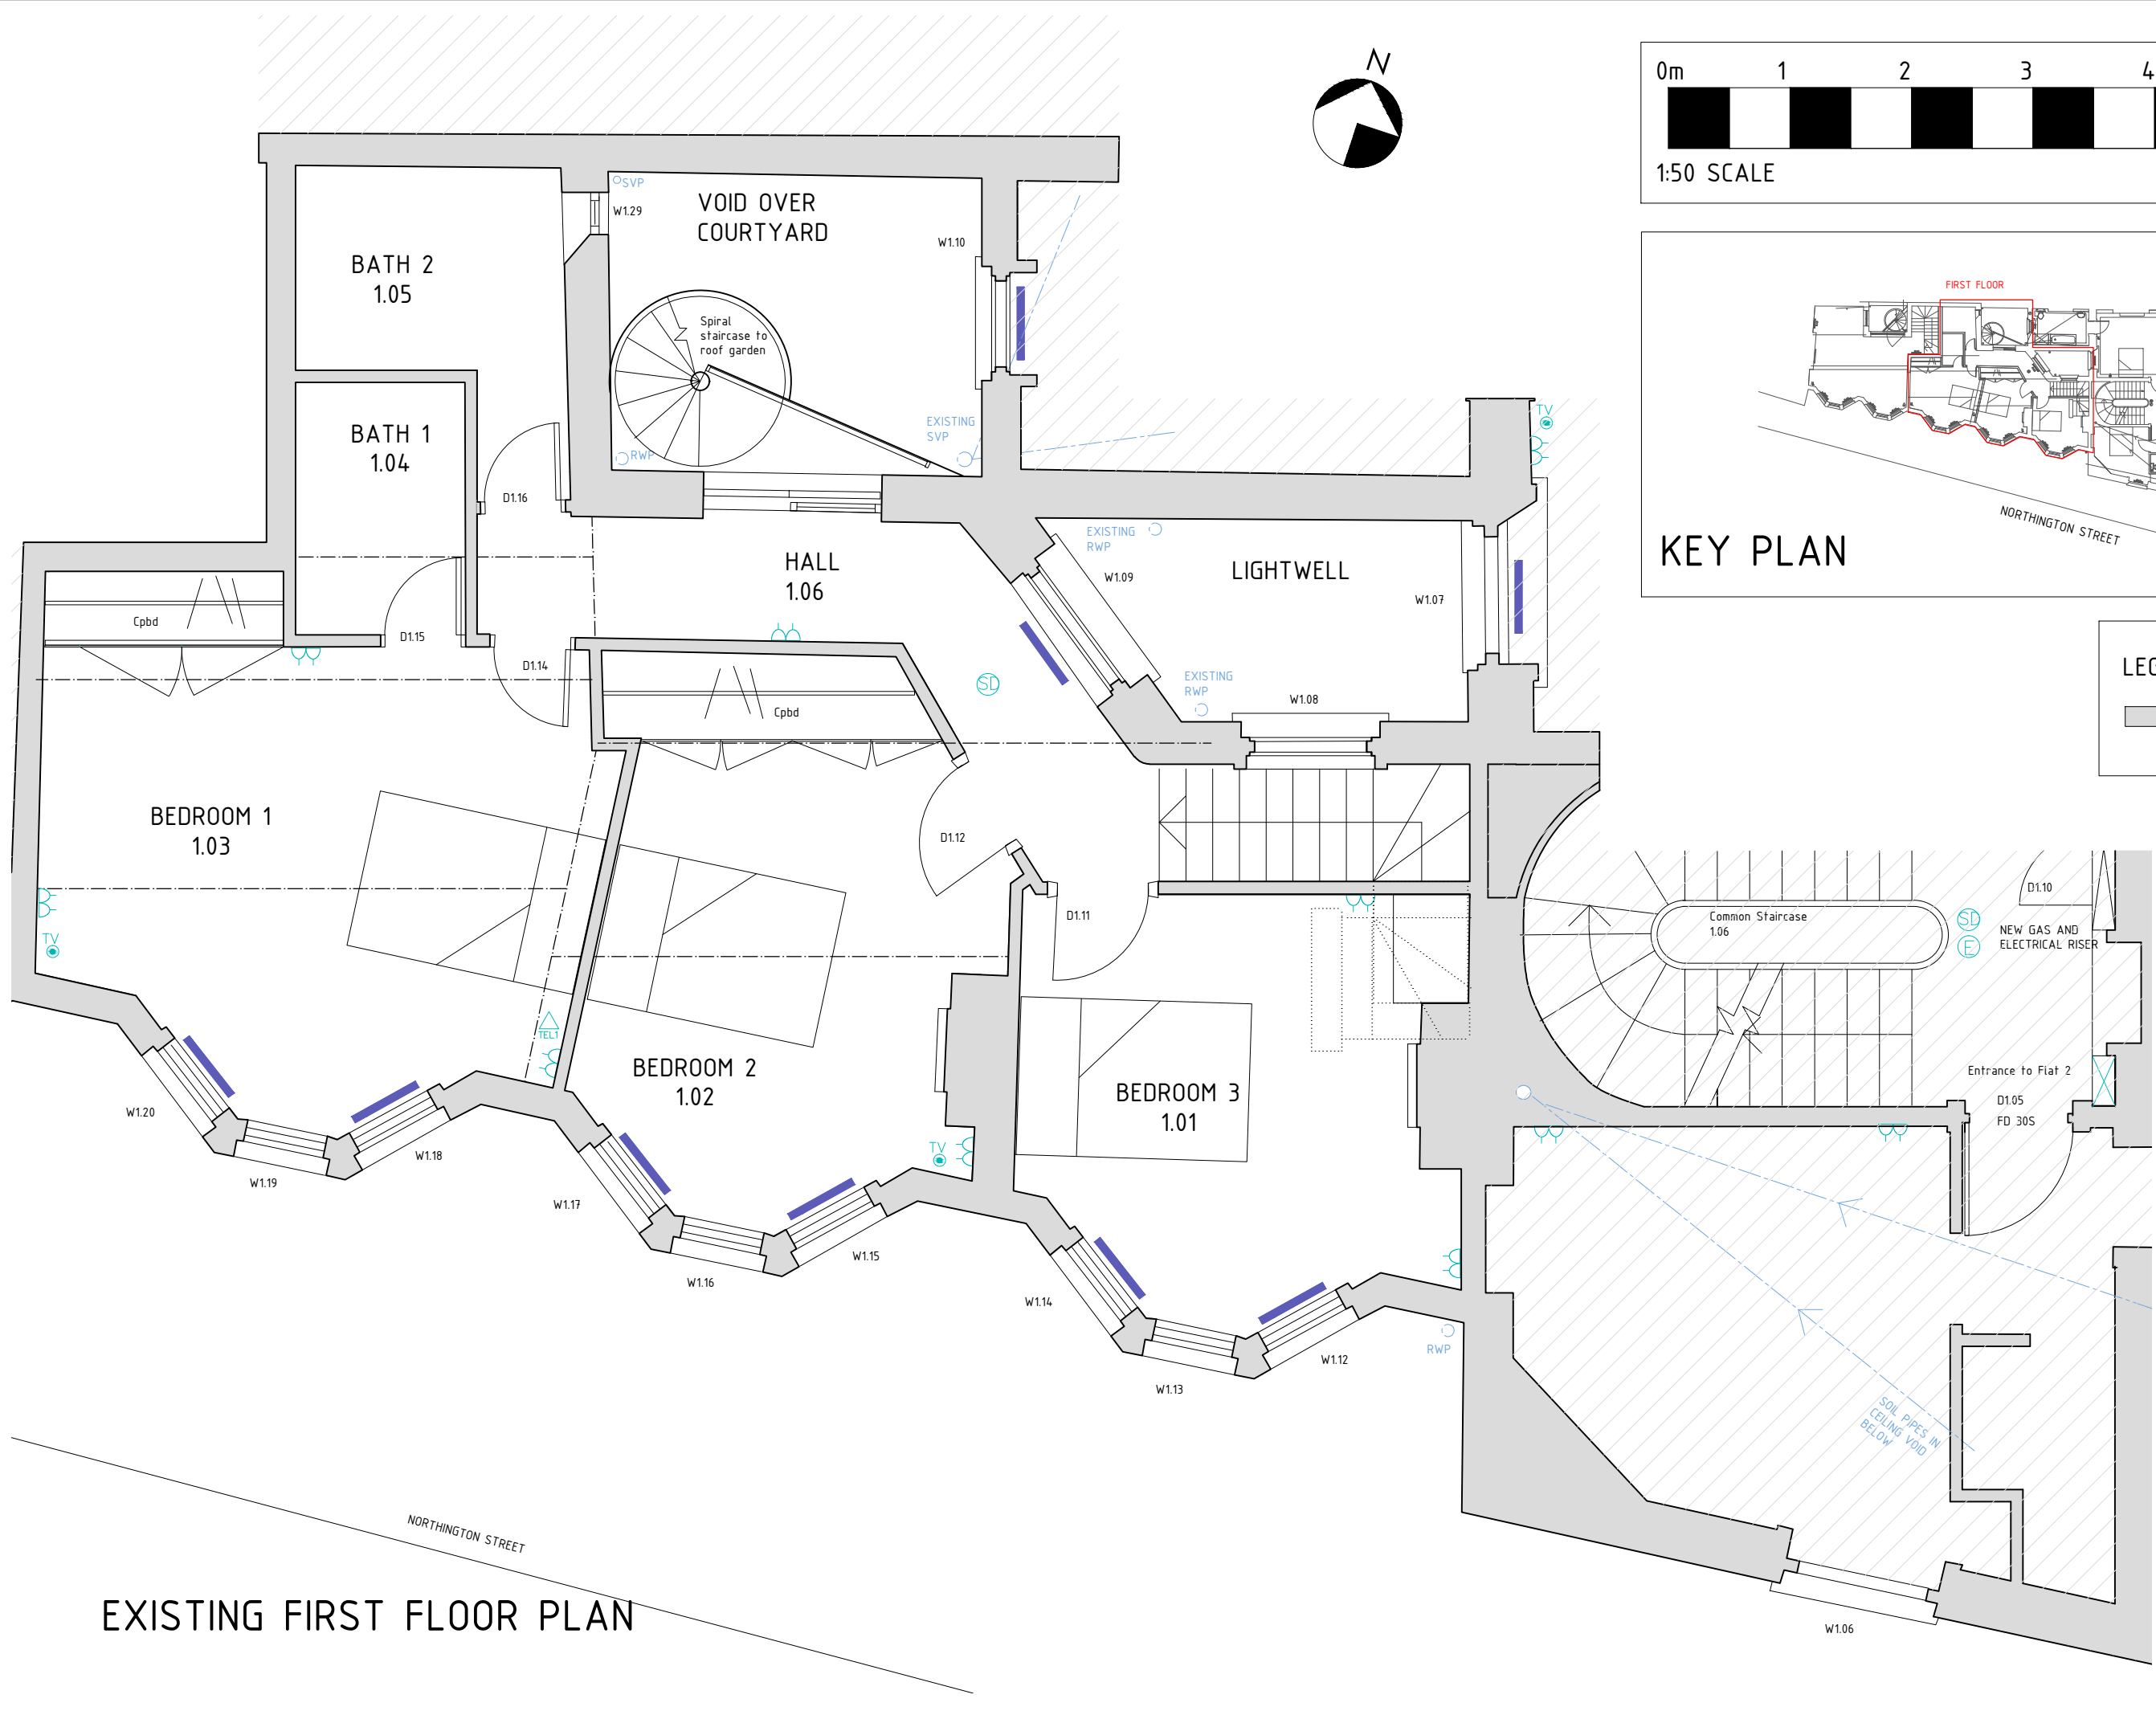 N
0m 1 2 3 4
1:50 SCALE
SVP
W1.29
VOID OVER
COURTYARD
W1.10
BATH 2
1.05
Spiral
staircase to
roof garden
FIRST FLOOR
NORTHINGTON STREET
KEY PLAN
BATH 1
1.04
EXISTING
SVP
RWP
TV
D1.16
EXISTING
RWP
HALL
1.06
W1.09
LIGHTWELL
W1.07
Cpbd
D1.15
D1.14
SD
EXISTING
RWP
W1.08
LEG
Cpbd
BEDROOM 1
1.03
D1.12
D1.11
D1.10
Common Staircase
1.06
SD
E
NEW GAS AND
ELECTRICAL RISER
TV
TEL1
BEDROOM 2
1.02
BEDROOM 3
1.01
Entrance to Flat 2
D1.05
FD 30S
TV
W1.20
W1.19
W1.18
W1.17
W1.16
W1.15
W1.14
W1.13
W1.12
RWP
SOIL PIPES IN
CEILING VOID
BELOW
NORTHINGTON STREET
EXISTING FIRST FLOOR PLAN
W1.06